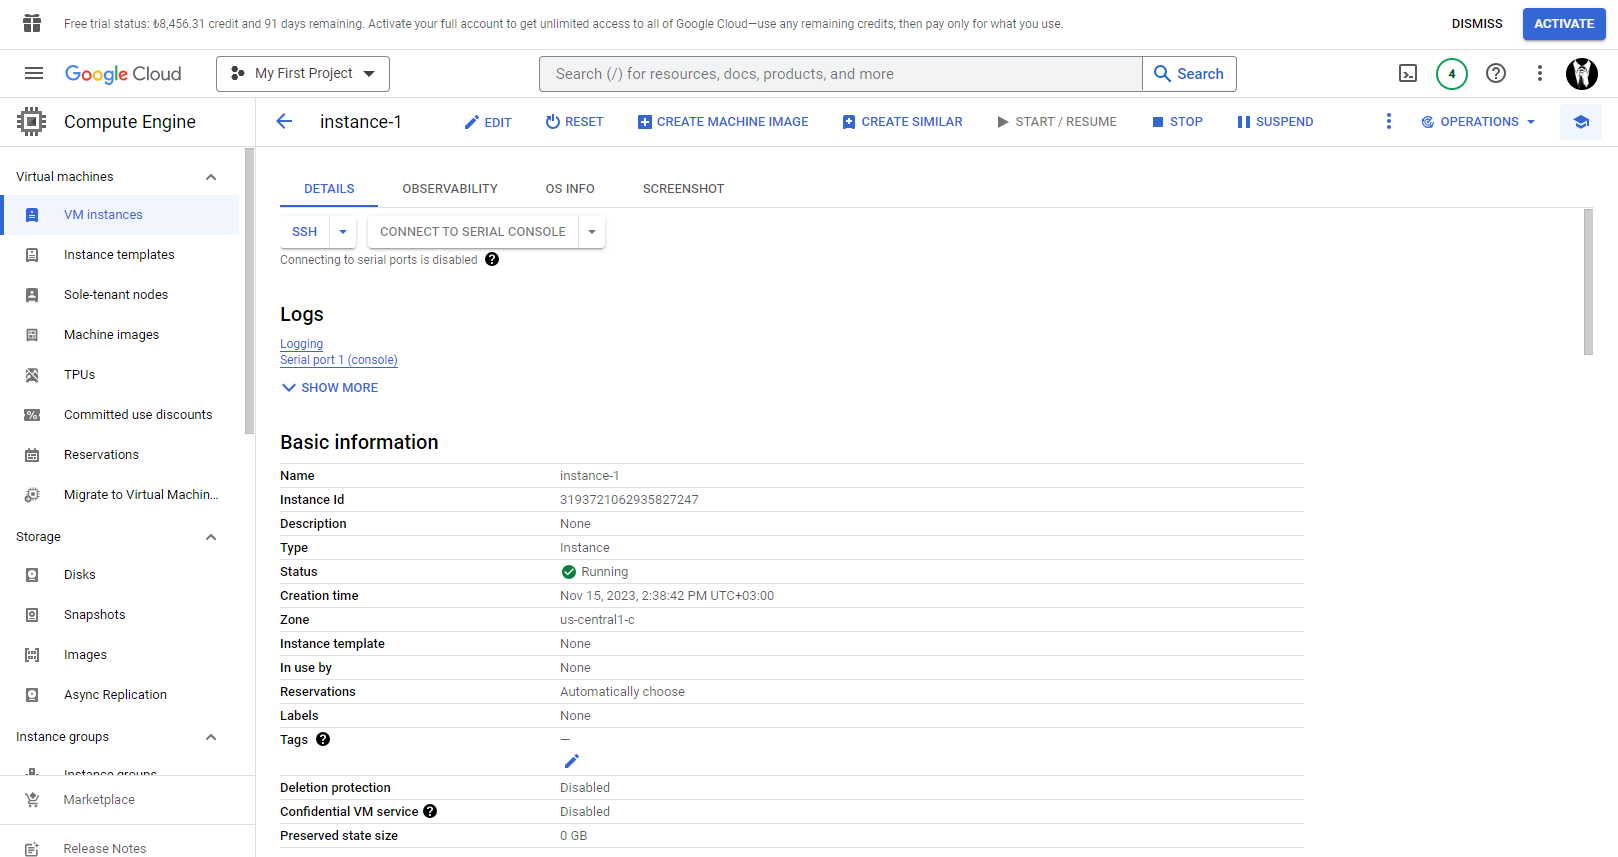 Free trial status: ₺8,456.31 credit and 91 days remaining. Activate your full account to get unlimited access to all of Google Cloud—use any remaining credits, then pay only for what you use.
DISMISS
ACTIVATE
Google Cloud
My First Project
Search (/) for resources, docs, products, and more
Search
4
Compute Engine
instance-1
EDIT
RESET
CREATE MACHINE IMAGE
CREATE SIMILAR
START / RESUME
STOP
SUSPEND
OPERATIONS
Virtual machines
VM instances
Instance templates
Sole-tenant nodes
Machine images
TPUs
Committed use discounts
Reservations
Migrate to Virtual Machin...
Storage
Disks
Snapshots
Images
Async Replication
Instance groups
Instance groups
Marketplace
Release Notes
DETAILS
OBSERVABILITY
OS INFO
SCREENSHOT
SSH
CONNECT TO SERIAL CONSOLE
Connecting to serial ports is disabled
Logs
Logging
Serial port 1 (console)
SHOW MORE
Basic information
Name instance-1
Instance Id 3193721062935827247
Description None
Type Instance
Status Running
Creation time Nov 15, 2023, 2:38:42 PM UTC+03:00
Zone us-central1-c
Instance template None
In use by None
Reservations Automatically choose
Labels None
Tags —
Deletion protection Disabled
Confidential VM service Disabled
Preserved state size 0 GB